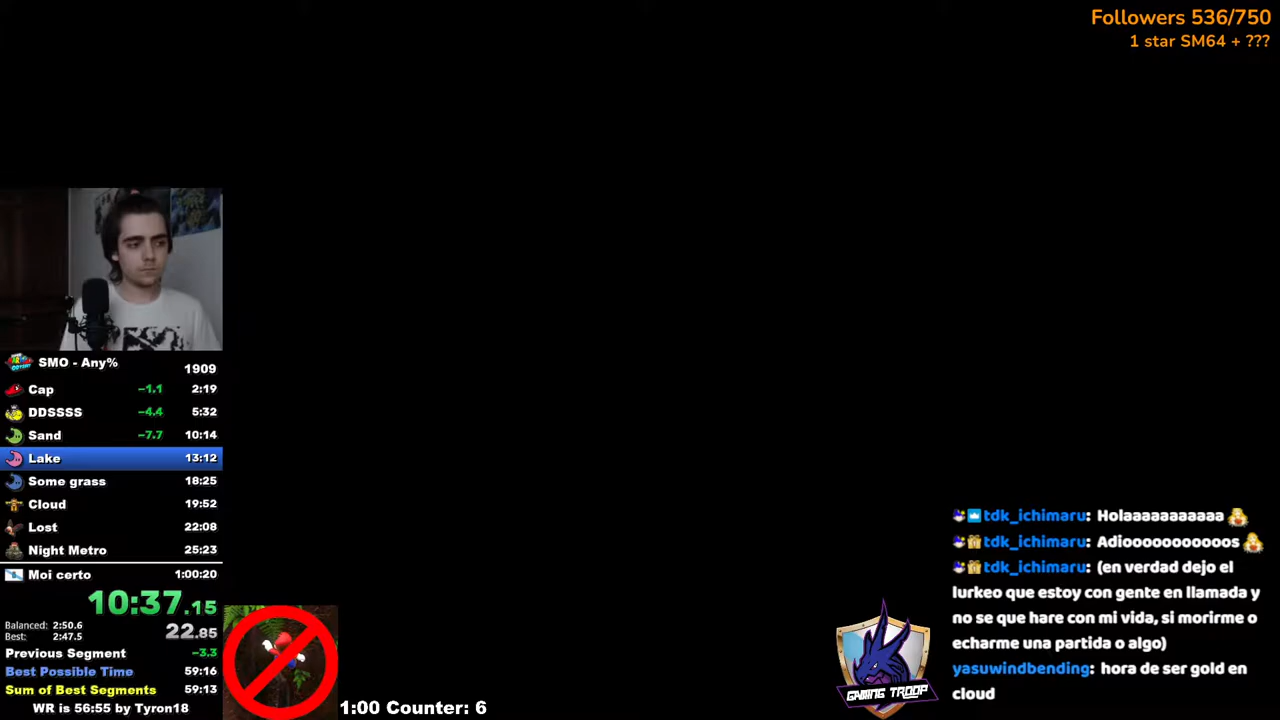 Followers 536/750
1 star SM64 + ???
SMO - Any%
1909
Cap -1.1 2:19
DDSSSS -4.4 5:32
Sand -7.7 10:14
Lake 13:12
Some grass 18:25
Cloud 19:52
Lost 22:08
Night Metro 25:23
Moi certo 1:00:20
10:37.15
Balanced: 2:50.6
Best: 2:47.5
22.85
Previous Segment -3.3
Best Possible Time 59:16
Sum of Best Segments 59:13
WR is 56:55 by Tyron18
1:00 Counter: 6
GAMING TROOP
tdk_ichimaru: Holaaaaaaaaaaa
tdk_ichimaru: Adioooooooooos
tdk_ichimaru: (en verdad dejo el
lurkeo que estoy con gente en llamada y
no se que hare con mi vida, si morirme o
echarme una partida o algo)
yasuwindbending: hora de ser gold en
cloud